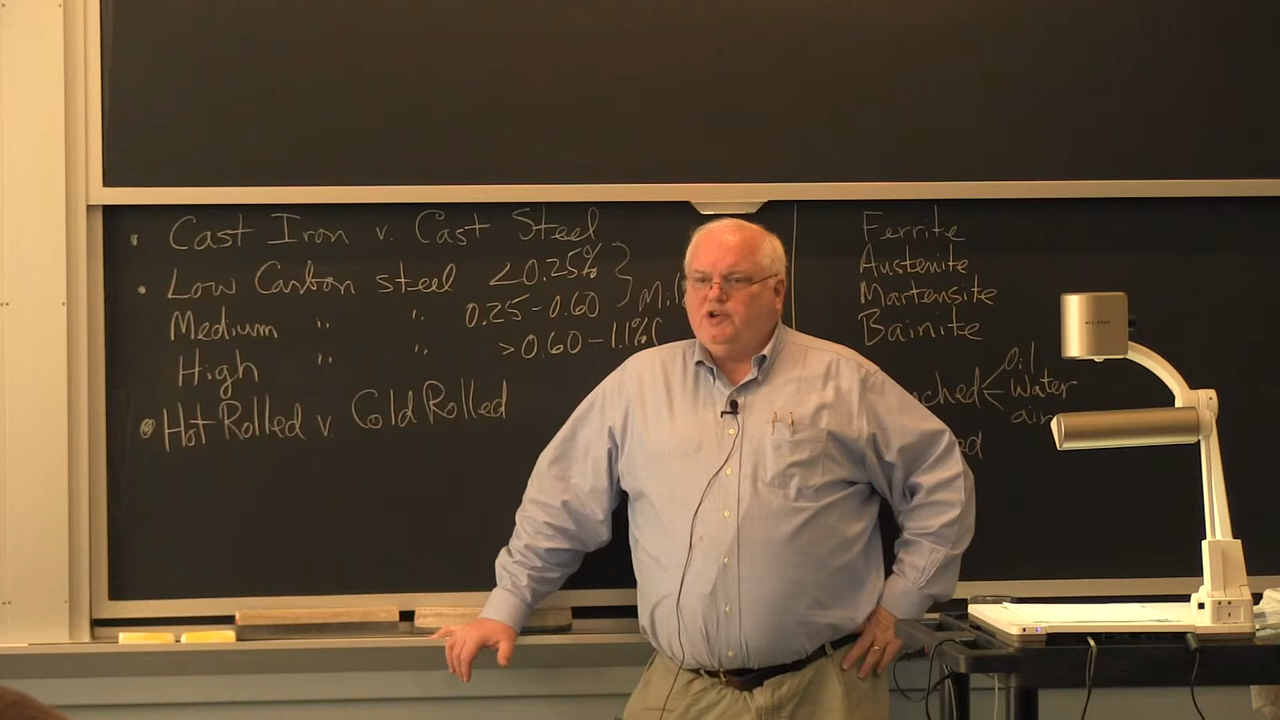 • Cast Iron v. Cast Steel
• Low Carbon steel <0.25%
Medium " " 0.25-0.60
High " " >0.60-1.1%C
• Hot Rolled v. Cold Rolled
Ferrite
Austenite
Martensite
Bainite
oil
water
air
ELMO